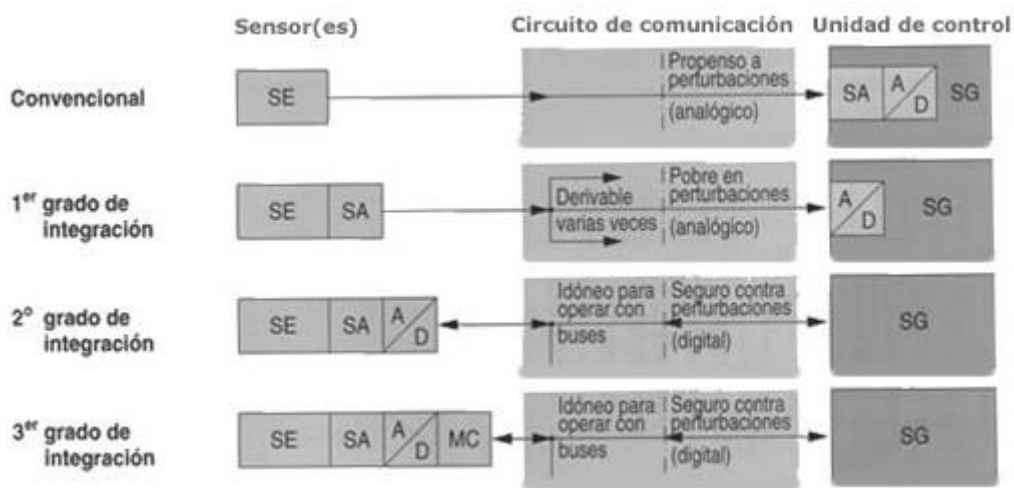 Sensor(es) Circuito de comunicación Unidad de control
Convencional
SE
Propenso a
perturbaciones
(analógico)
SA A D SG
1er grado de
integración
SE SA
Derivable
varias veces
Pobre en
perturbaciones
(analógico)
A D SG
2o grado de
integración
SE SA A D
Idóneo para
operar con
buses
Seguro contra
perturbaciones
(digital)
SG
3er grado de
integración
SE SA A D MC
Idóneo para
operar con
buses
Seguro contra
perturbaciones
(digital)
SG